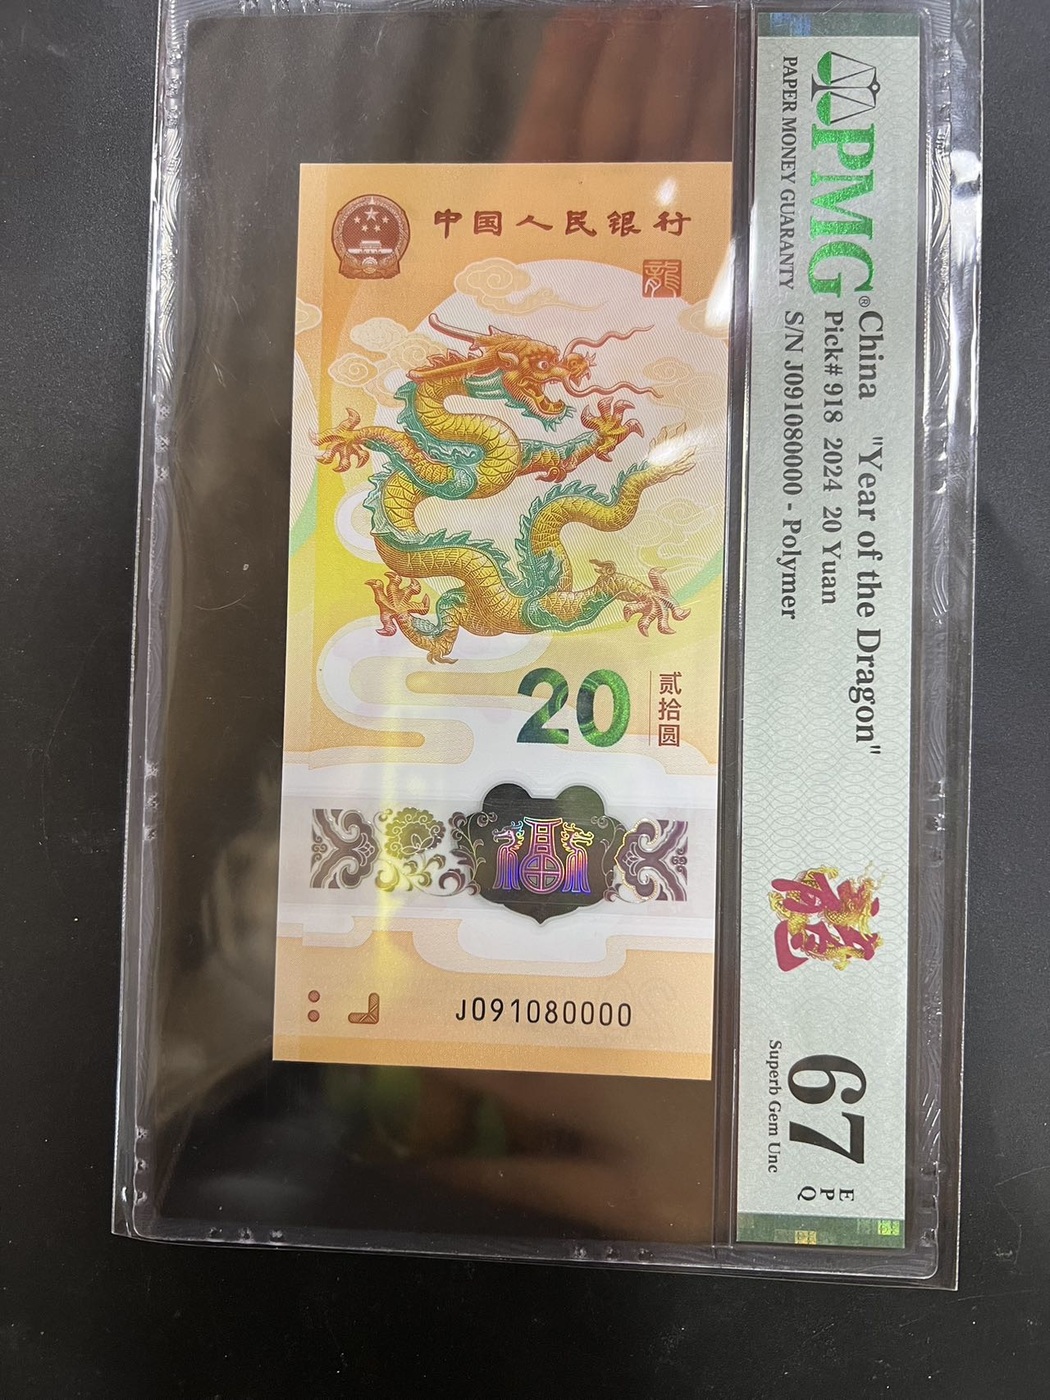 中国人民银行
龍
20
贰拾圆
J091080000
PMG®
PAPER MONEY GUARANTY
China "Year of the Dragon"
Pick# 918 2024 20 Yuan
S/N J091080000 - Polymer
67
EPQ
Superb Gem Unc